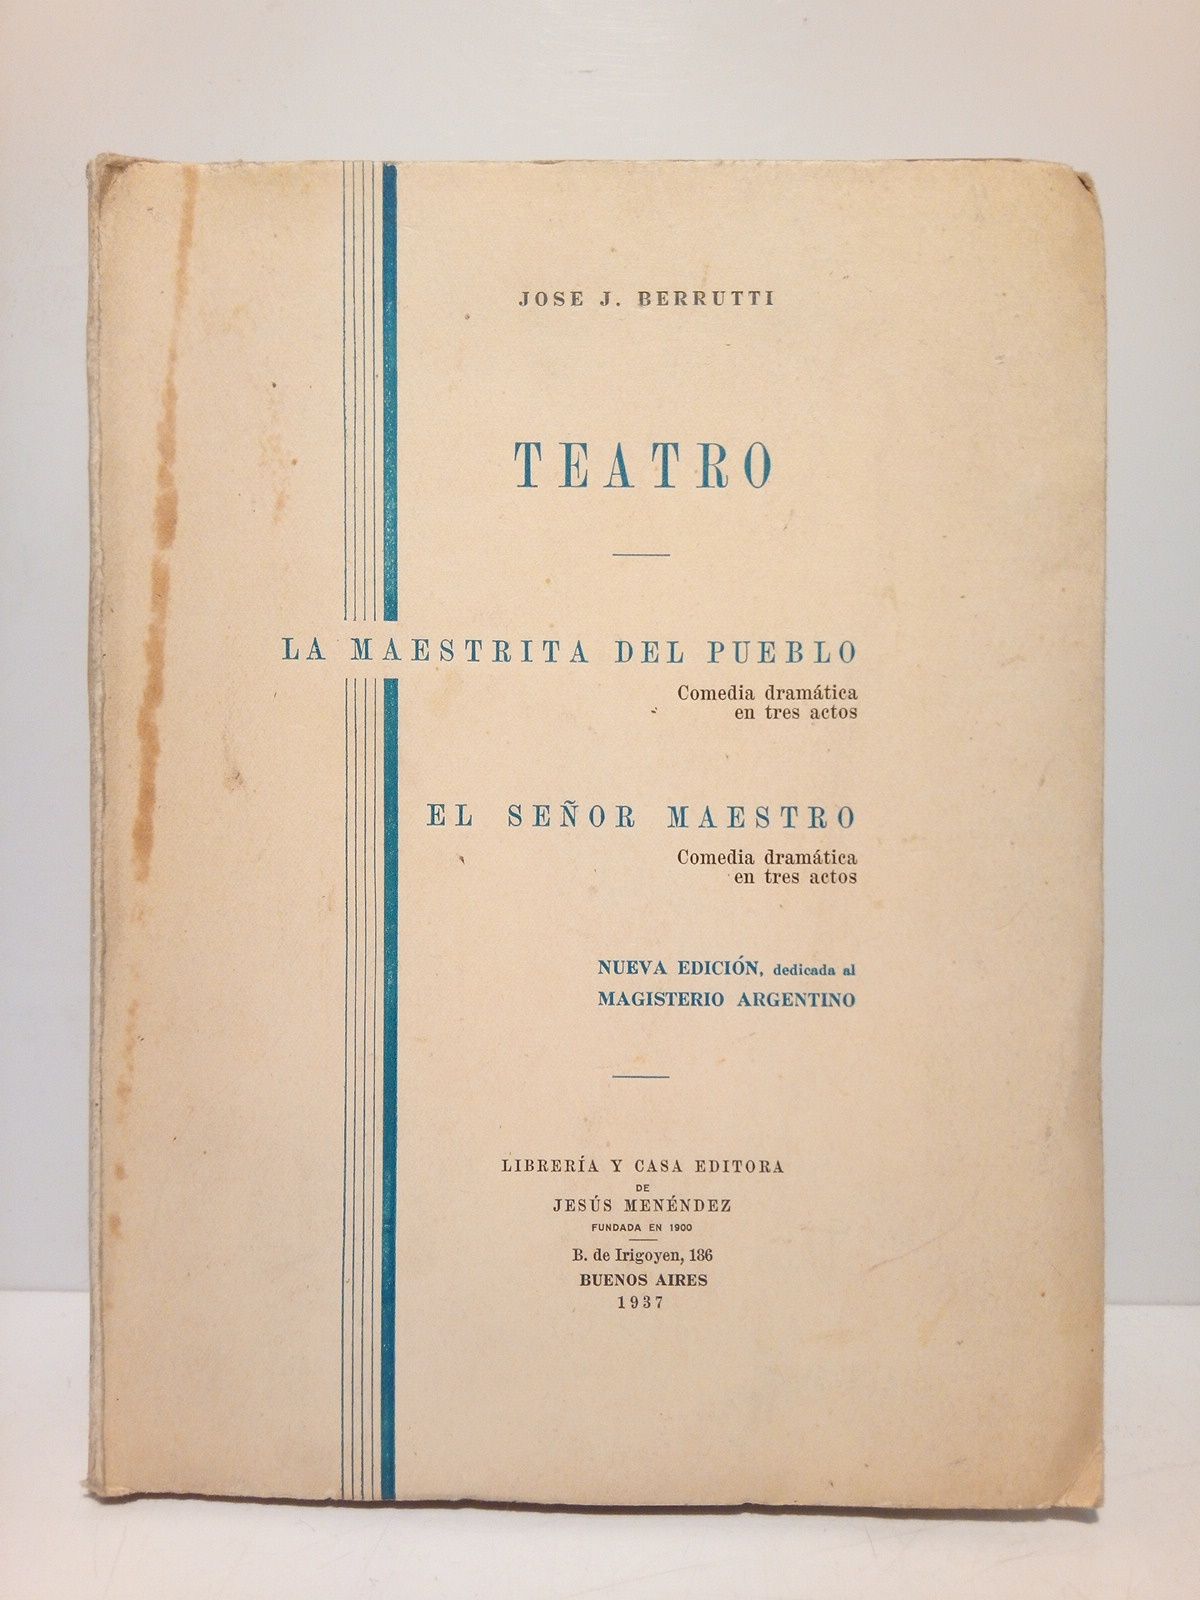 JOSE J. BERRUTTI
TEATRO
LA MAESTRITA DEL PUEBLO
Comedia dramática
en tres actos
EL SEÑOR MAESTRO
Comedia dramática
en tres actos
NUEVA EDICIÓN, dedicada al
MAGISTERIO ARGENTINO
LIBRERÍA Y CASA EDITORA
DE
JESÚS MENÉNDEZ
FUNDADA EN 1900
B. de Irigoyen, 186
BUENOS AIRES
1937